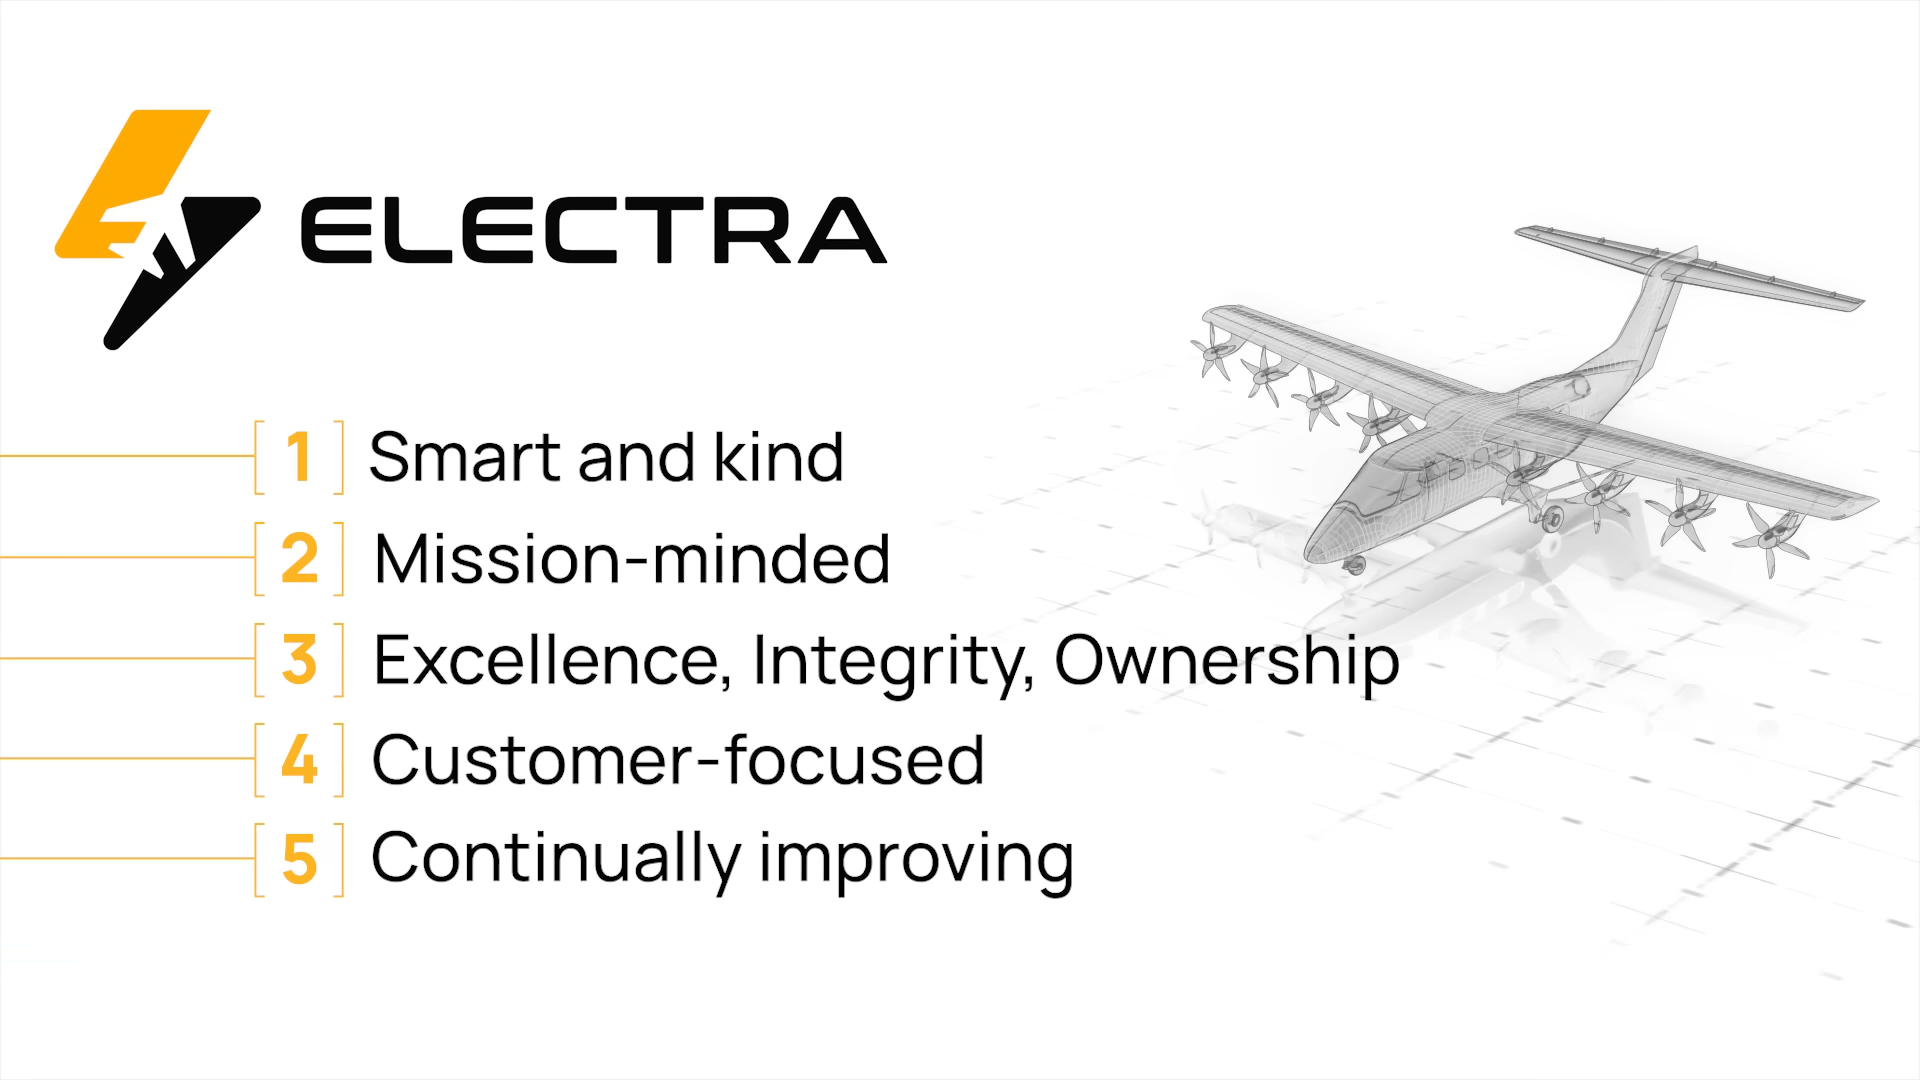 ELECTRA
[ 1 ] Smart and kind
[ 2 ] Mission-minded
[ 3 ] Excellence, Integrity, Ownership
[ 4 ] Customer-focused
[ 5 ] Continually improving